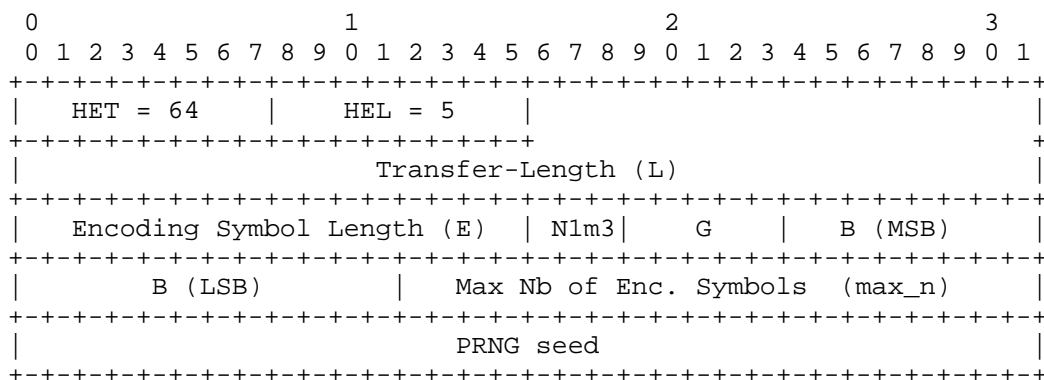 0                   1                   2                   3
 0 1 2 3 4 5 6 7 8 9 0 1 2 3 4 5 6 7 8 9 0 1 2 3 4 5 6 7 8 9 0 1
+-+-+-+-+-+-+-+-+-+-+-+-+-+-+-+-+-+-+-+-+-+-+-+-+-+-+-+-+-+-+-+-+
|   HET = 64    |    HEL = 5    |                               |
+-+-+-+-+-+-+-+-+-+-+-+-+-+-+-+-+                               +
|                      Transfer-Length (L)                      |
+-+-+-+-+-+-+-+-+-+-+-+-+-+-+-+-+-+-+-+-+-+-+-+-+-+-+-+-+-+-+-+-+
|   Encoding Symbol Length (E)  | N1m3|    G    |   B (MSB)     |
+-+-+-+-+-+-+-+-+-+-+-+-+-+-+-+-+-+-+-+-+-+-+-+-+-+-+-+-+-+-+-+-+
|        B (LSB)        |   Max Nb of Enc. Symbols  (max_n)     |
+-+-+-+-+-+-+-+-+-+-+-+-+-+-+-+-+-+-+-+-+-+-+-+-+-+-+-+-+-+-+-+-+
|                           PRNG seed                           |
+-+-+-+-+-+-+-+-+-+-+-+-+-+-+-+-+-+-+-+-+-+-+-+-+-+-+-+-+-+-+-+-+